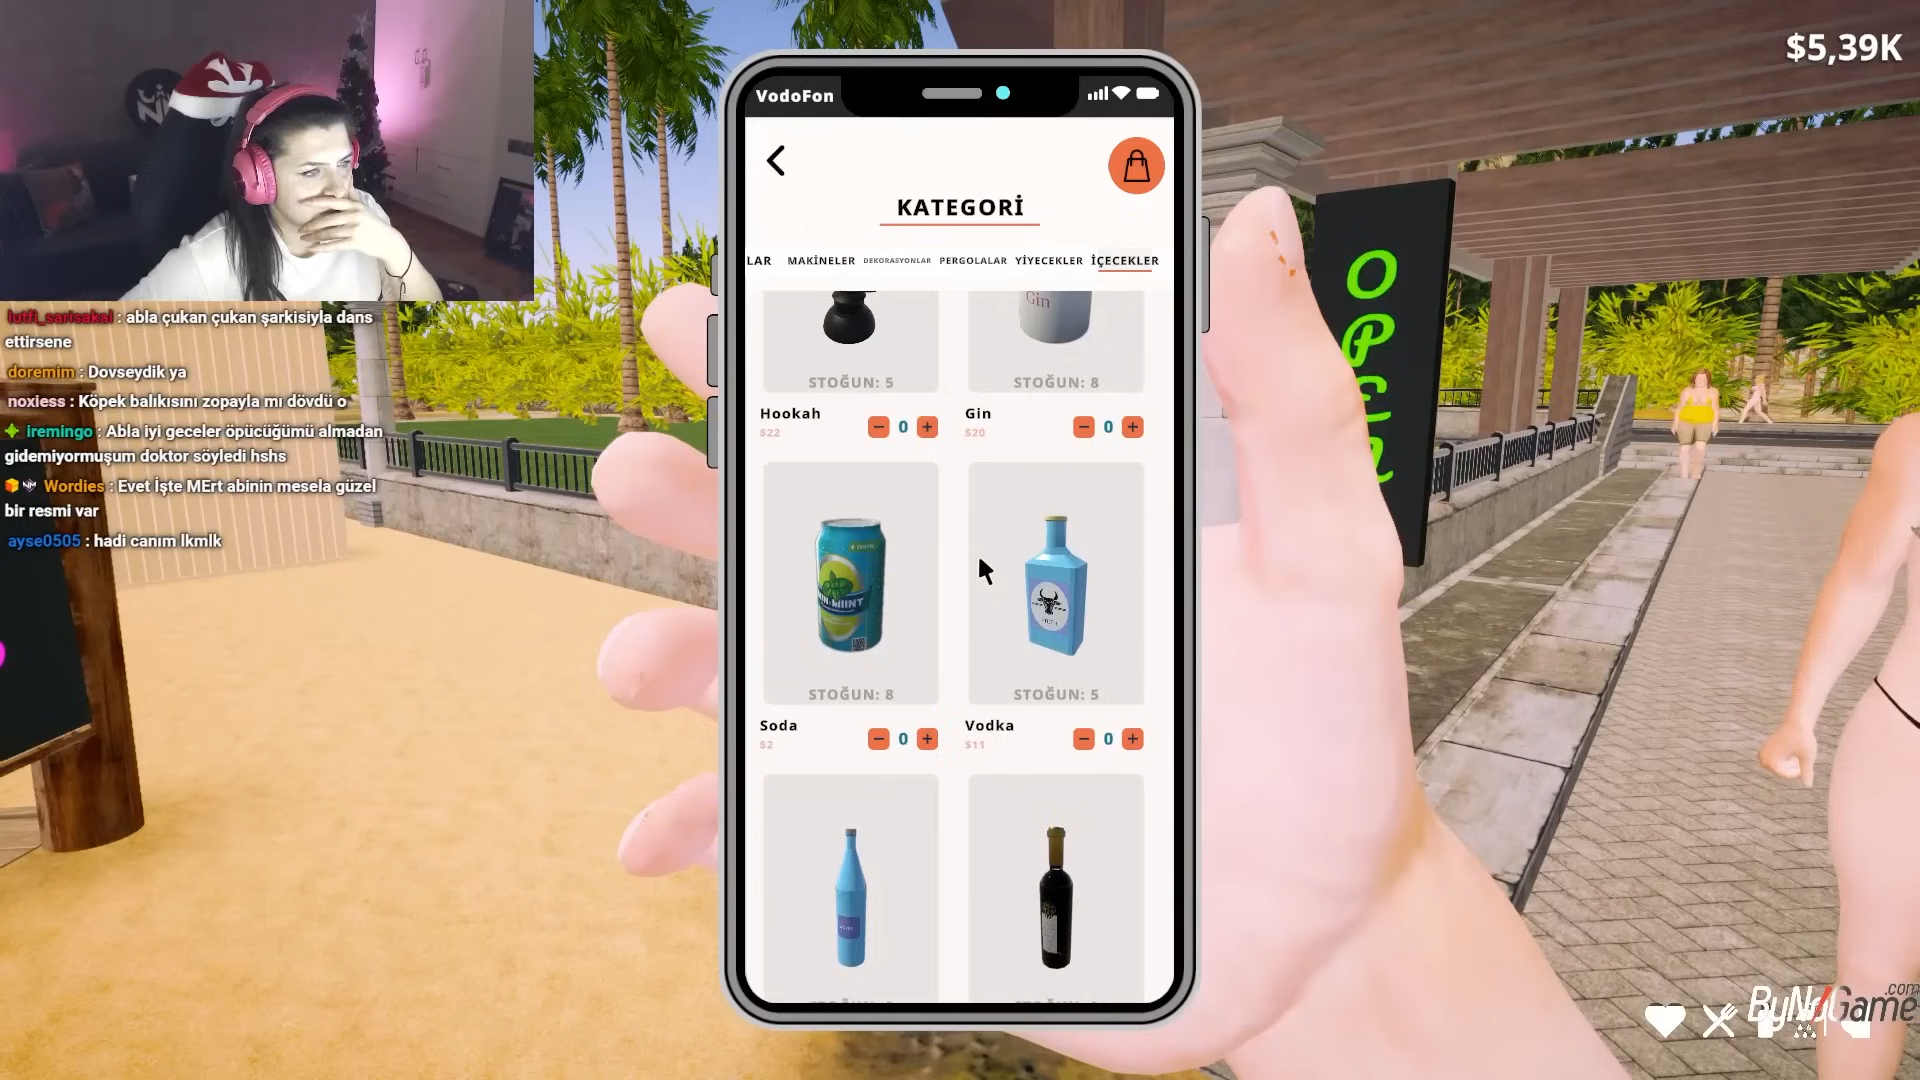 $5,39K
VodoFon
KATEGORİ
LAR MAKİNELER DEKORASYONLAR PERGOLALAR YİYECEKLER İÇECEKLER
Gin
STOĞUN: 5 STOĞUN: 8
Hookah Gin
$22 0 $20 0
STOĞUN: 8 STOĞUN: 5
Soda Vodka
$2 0 $11 0
OPEN
lutfi_sarisakal : abla çukan çukan şarkisiyla dans
ettirsene
doremim : Dovseydik ya
noxiess : Köpek balıkısını zopayla mı dövdü o
iremingo : Abla iyi geceler öpücüğümü almadan
gidemiyormuşum doktor söyledi hshs
Wordies : Evet İşte MErt abinin mesela güzel
bir resmi var
ayse0505 : hadi canım lkmlk
ByNoGame.com